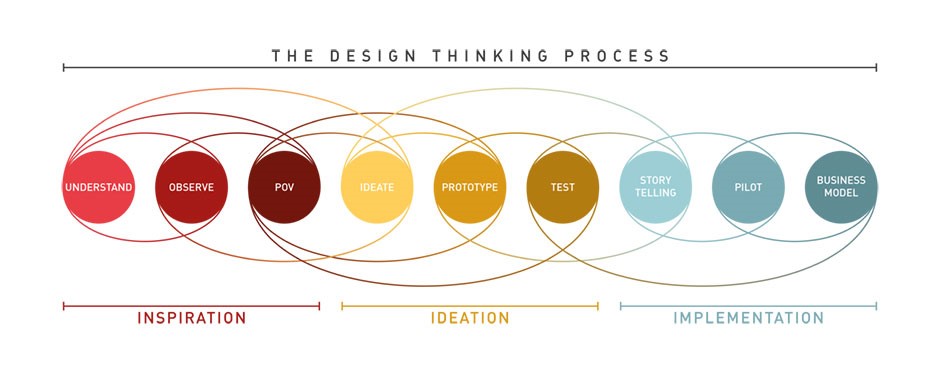 THE DESIGN THINKING PROCESS
UNDERSTAND
OBSERVE
POV
IDEATE
PROTOTYPE
TEST
STORY
TELLING
PILOT
BUSINESS
MODEL
INSPIRATION
IDEATION
IMPLEMENTATION